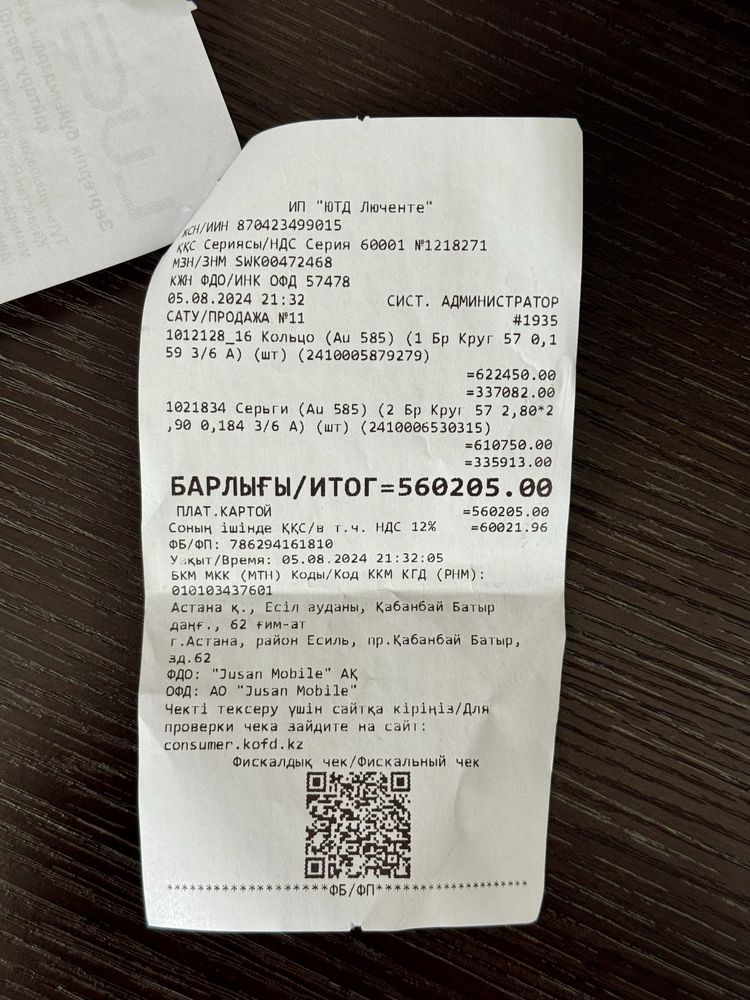 ИП "ЮТД Люченте"
ЖСН/ИИН 870423499015
ҚҚС Сериясы/НДС Серия 60001 №1218271
МЗН/ЗНМ SWK00472468
КЖН ФДО/ИНК ОФД 57478
05.08.2024 21:32 СИСТ. АДМИНИСТРАТОР
САТУ/ПРОДАЖА №11 #1935
1012128_16 Кольцо (Au 585) (1 Бр Круг 57 0,1
59 3/6 А) (шт) (2410005879279)
=622450.00
=337082.00
1021834 Серьги (Au 585) (2 Бр Круг 57 2,80*2
,90 0,184 3/6 А) (шт) (2410006530315)
=610750.00
=335913.00
БАРЛЫҒЫ/ИТОГ=560205.00
ПЛАТ.КАРТОЙ =560205.00
Соның ішінде ҚҚС/в т.ч. НДС 12% =60021.96
ФБ/ФП: 786294161810
Уақыт/Время: 05.08.2024 21:32:05
БКМ МКК (МТН) Коды/Код ККМ КГД (РНМ):
010103437601
Астана қ., Есіл ауданы, Қабанбай Батыр
даңғ., 62 ғим-ат
г.Астана, район Есиль, пр.Қабанбай Батыр,
зд.62
ФДО: "Jusan Mobile" АҚ
ОФД: АО "Jusan Mobile"
Чекті тексеру үшін сайтқа кіріңіз/Для
проверки чека зайдите на сайт:
consumer.kofd.kz
Фискалдық чек/Фискальный чек
******************ФБ/ФП******************